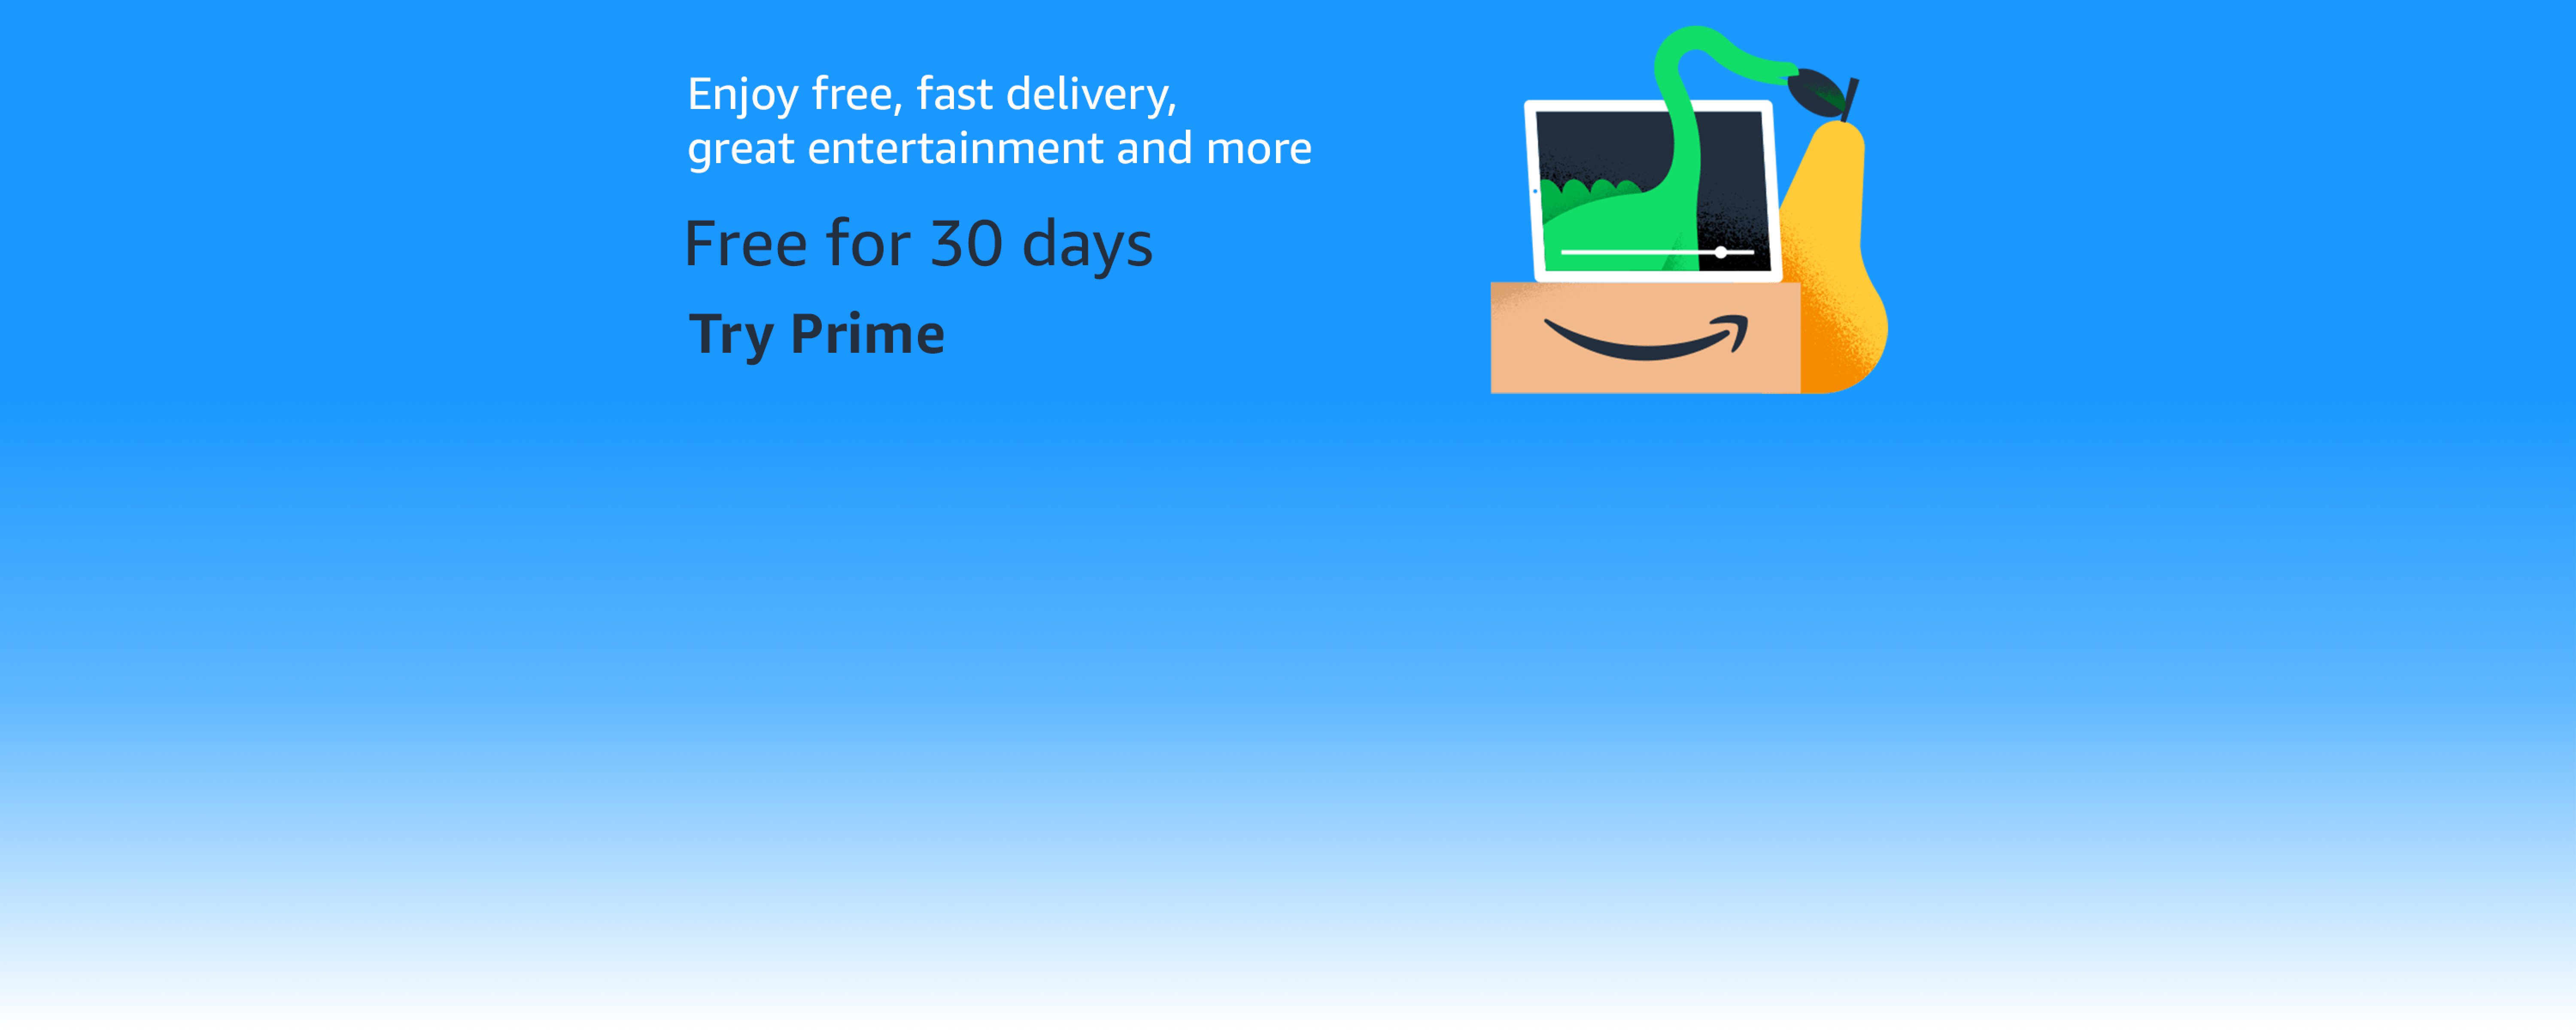 Enjoy free, fast delivery,
great entertainment and more
Free for 30 days
Try Prime